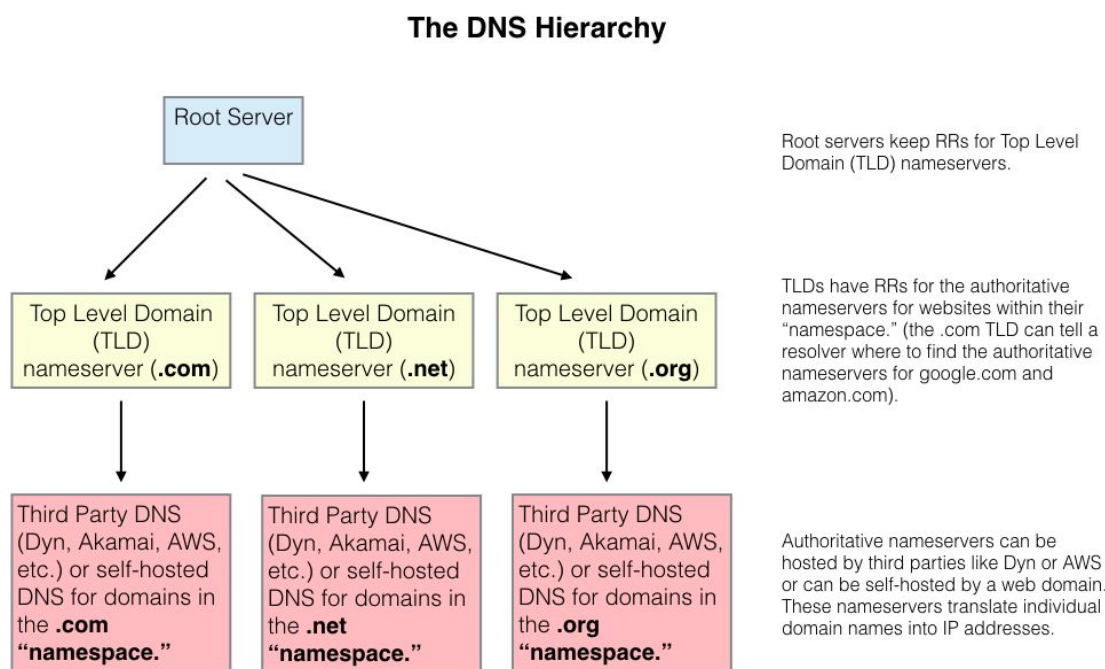 The DNS Hierarchy
Root Server
Root servers keep RRs for Top Level
Domain (TLD) nameservers.
Top Level Domain
(TLD)
nameserver (.com)
Top Level Domain
(TLD)
nameserver (.net)
Top Level Domain
(TLD)
nameserver (.org)
TLDs have RRs for the authoritative
nameservers for websites within their
“namespace.” (the .com TLD can tell a
resolver where to find the authoritative
nameservers for google.com and
amazon.com).
Third Party DNS
(Dyn, Akamai, AWS,
etc.) or self-hosted
DNS for domains in
the .com
“namespace.”
Third Party DNS
(Dyn, Akamai, AWS,
etc.) or self-hosted
DNS for domains in
the .net
“namespace.”
Third Party DNS
(Dyn, Akamai, AWS,
etc.) or self-hosted
DNS for domains in
the .org
“namespace.”
Authoritative nameservers can be
hosted by third parties like Dyn or AWS
or can be self-hosted by a web domain.
These nameservers translate individual
domain names into IP addresses.